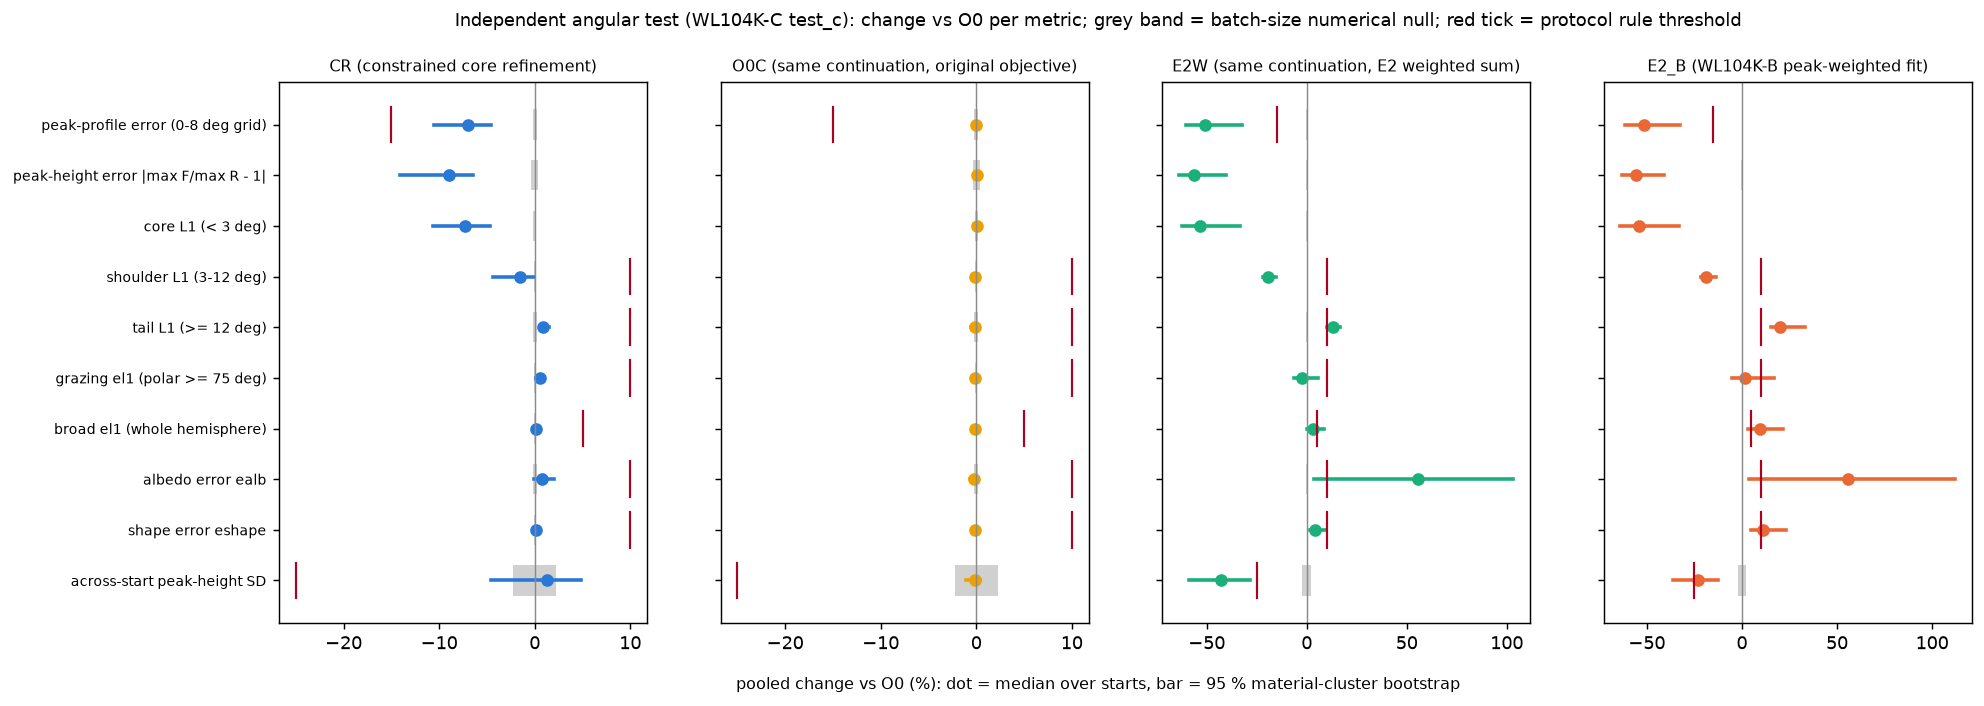 Independent angular test (WL104K-C test_c): change vs O0 per metric; grey band = batch-size numerical null; red tick = protocol rule threshold
CR (constrained core refinement)
O0C (same continuation, original objective)
E2W (same continuation, E2 weighted sum)
E2_B (WL104K-B peak-weighted fit)
peak-profile error (0-8 deg grid)
peak-height error |max F/max R - 1|
core L1 (< 3 deg)
shoulder L1 (3-12 deg)
tail L1 (>= 12 deg)
grazing el1 (polar >= 75 deg)
broad el1 (whole hemisphere)
albedo error ealb
shape error eshape
across-start peak-height SD
−20 −10 0 10
−20 −10 0 10
−50 0 50 100
−50 0 50 100
pooled change vs O0 (%): dot = median over starts, bar = 95 % material-cluster bootstrap